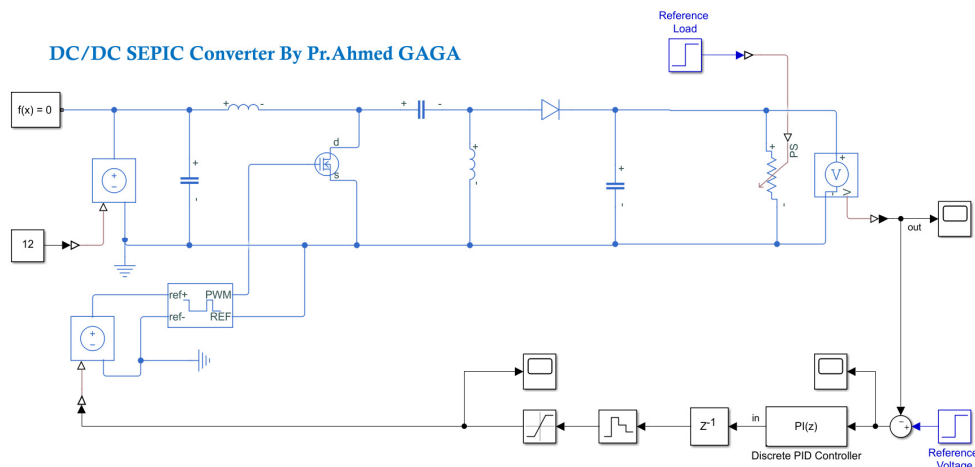 Reference
Load
DC/DC SEPIC Converter By Pr.Ahmed GAGA
f(x) = 0
+ -
+ -
d
s
+
-
+
-
+
-
+
-
PS
+
-
+
-
V
V
12
out
ref+ PWM
ref- REF
+
-
in
Z-1
PI(z)
-
+
Discrete PID Controller
Reference
Voltage